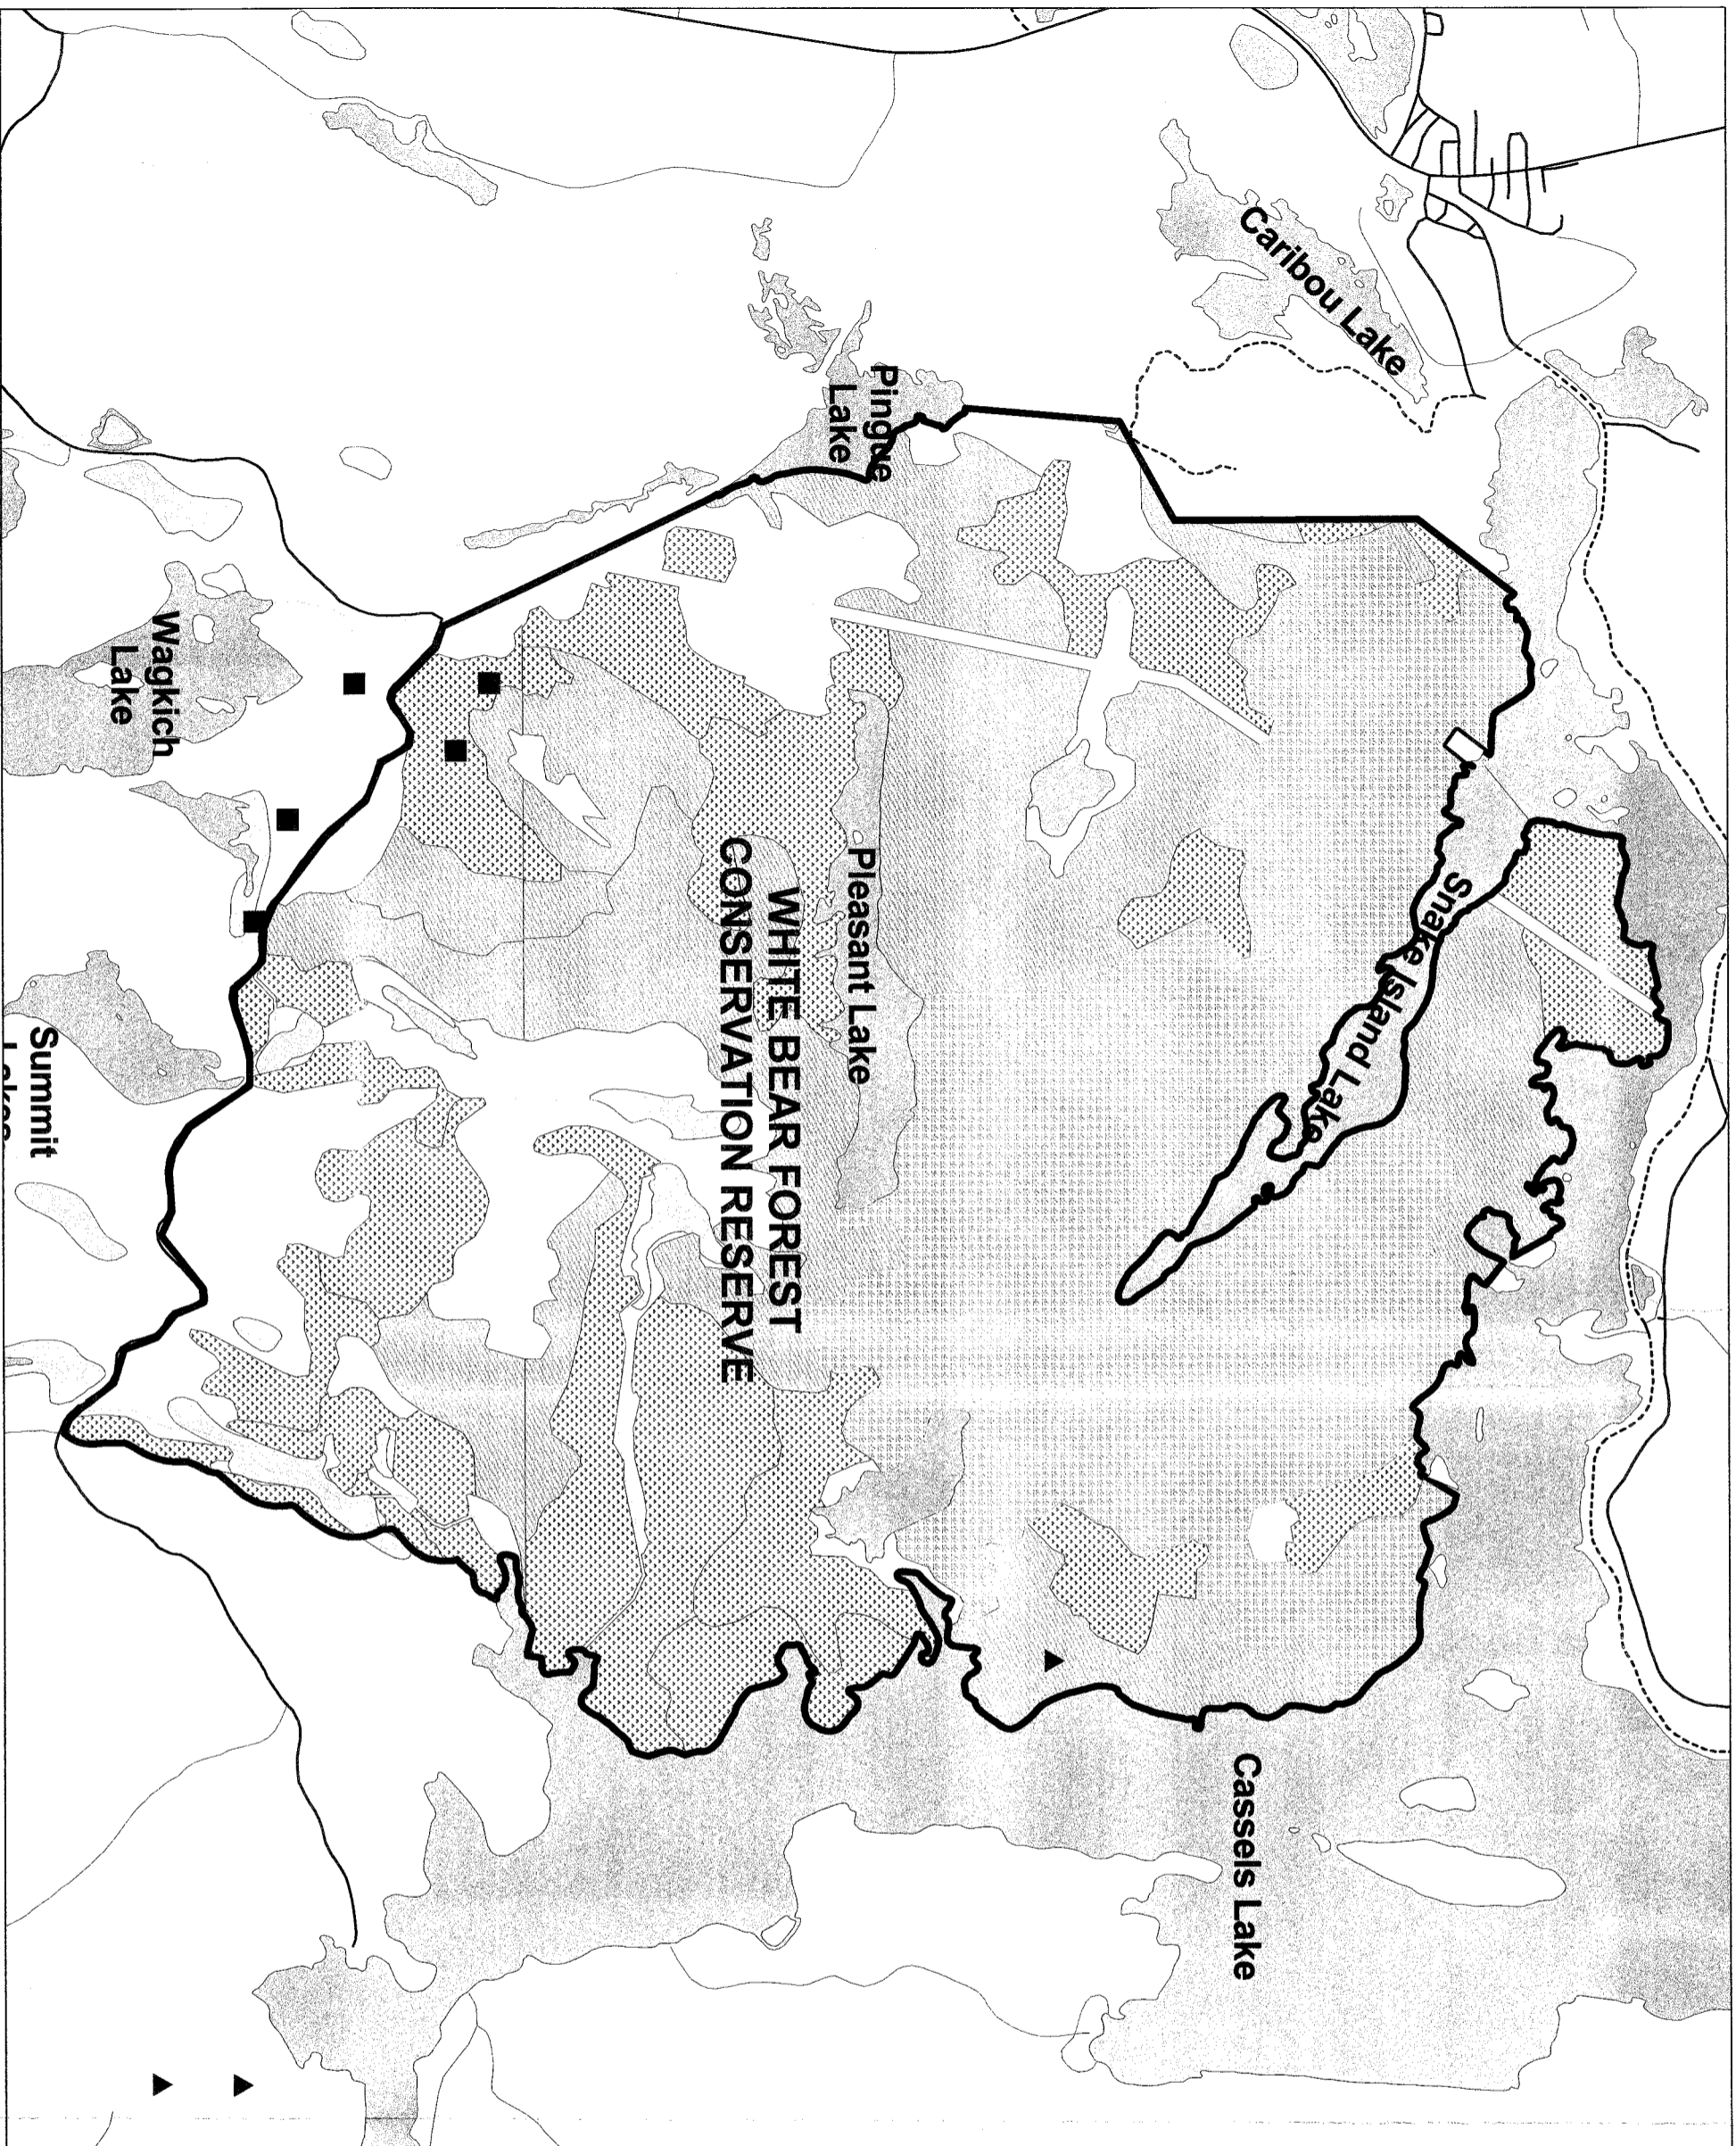 Cassels Lake
Caribou Lake
Snake Island Lake
Pingue
Lake
Pleasant Lake
WHITE BEAR FOREST
CONSERVATION RESERVE
Wagkich
Lake
Summit